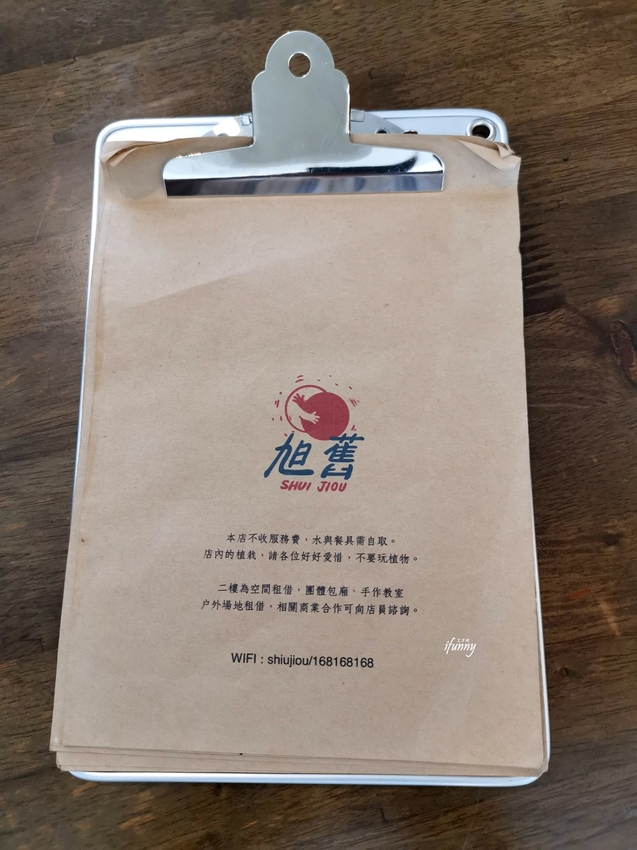 旭舊
SHUI JIOU
本店不收服務費，水與餐具需自取。
店內的植栽，請各位好好愛惜，不要玩植物。
二樓為空間租借，團體包廂、手作教室
戶外場地租借、相關商業合作可向店員諮詢。
WIFI : shiujiou/168168168
ifunny